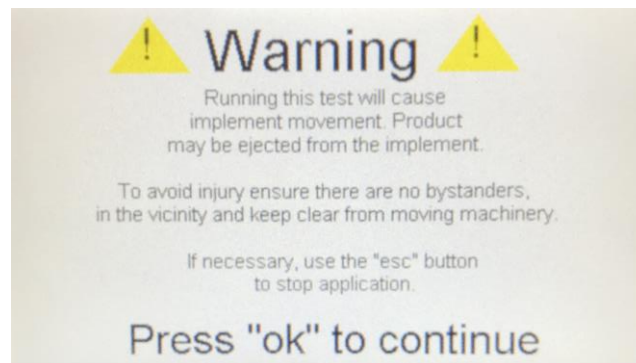 ! Warning !
Running this test will cause
implement movement. Product
may be ejected from the implement.
To avoid injury ensure there are no bystanders,
in the vicinity and keep clear from moving machinery.
If necessary, use the "esc" button
to stop application.
Press "ok" to continue